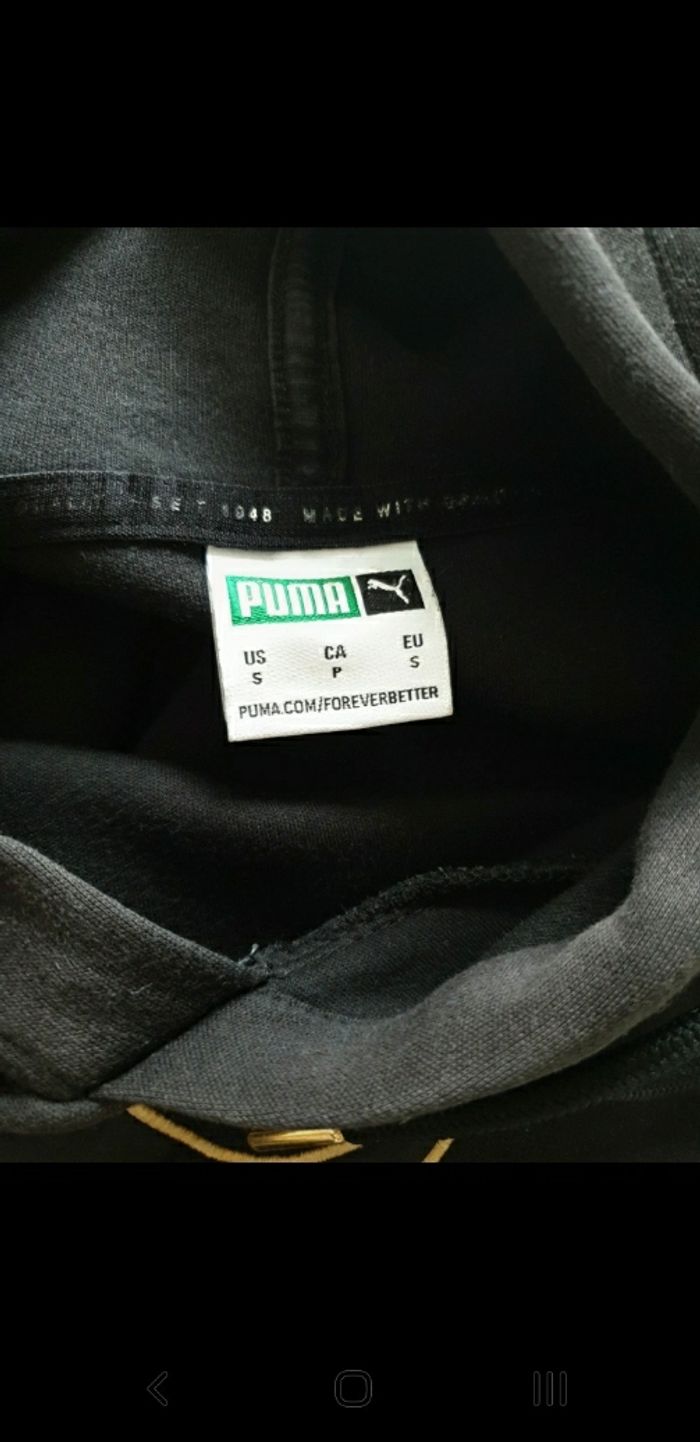 SET 1948 MADE WITH
PUMA
US CA EU
S P S
PUMA.COM/FOREVERBETTER